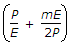 (P/E + mE/2P)